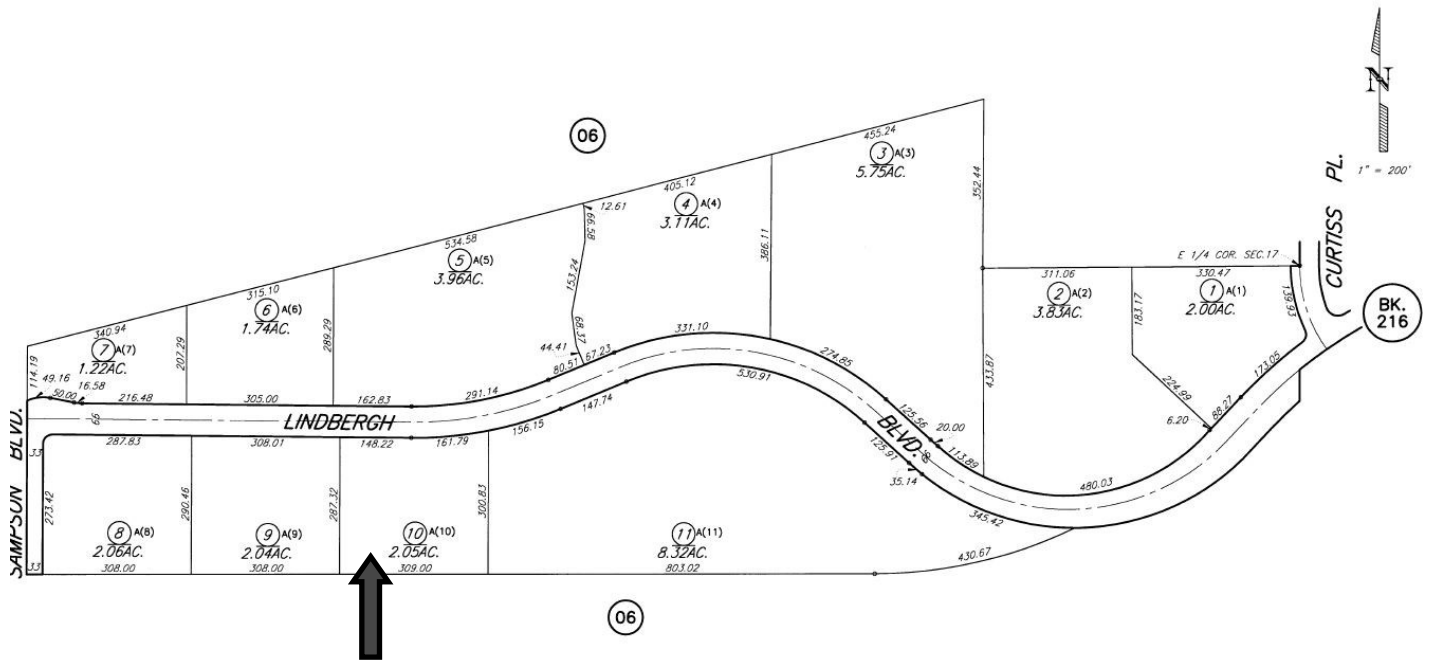 N
1" = 200'
06
455.24
3 A(3)
5.75AC.
352.44
405.12
12.61
4 A(4)
3.11AC.
66.58
386.11
CURTISS PL.
E 1/4 COR. SEC.17
534.58
5 A(5)
3.96AC.
153.24
68.37
311.06
2 A(2)
3.83AC.
183.17
330.47
1 A(1)
2.00AC.
139.93
BK.
216
315.10
6 A(6)
1.74AC.
289.29
340.94
7 A(7)
1.22AC.
207.29
114.19
49.16
50.00
16.58
216.48
305.00
162.83
291.14
44.41
80.51
67.23
331.10
274.85
433.87
224.99
173.05
88.27
6.20
66
LINDBERGH
BLVD.
125.56
20.00
113.89
480.03
530.91
147.74
156.15
161.79
148.22
308.01
287.83
125.91
35.14
345.42
430.67
SAMPSON BLVD.
33
273.42
290.46
287.32
300.83
8 A(8)
2.06AC.
9 A(9)
2.04AC.
10 A(10)
2.05AC.
11 A(11)
8.32AC.
33
308.00
308.00
309.00
803.02
06